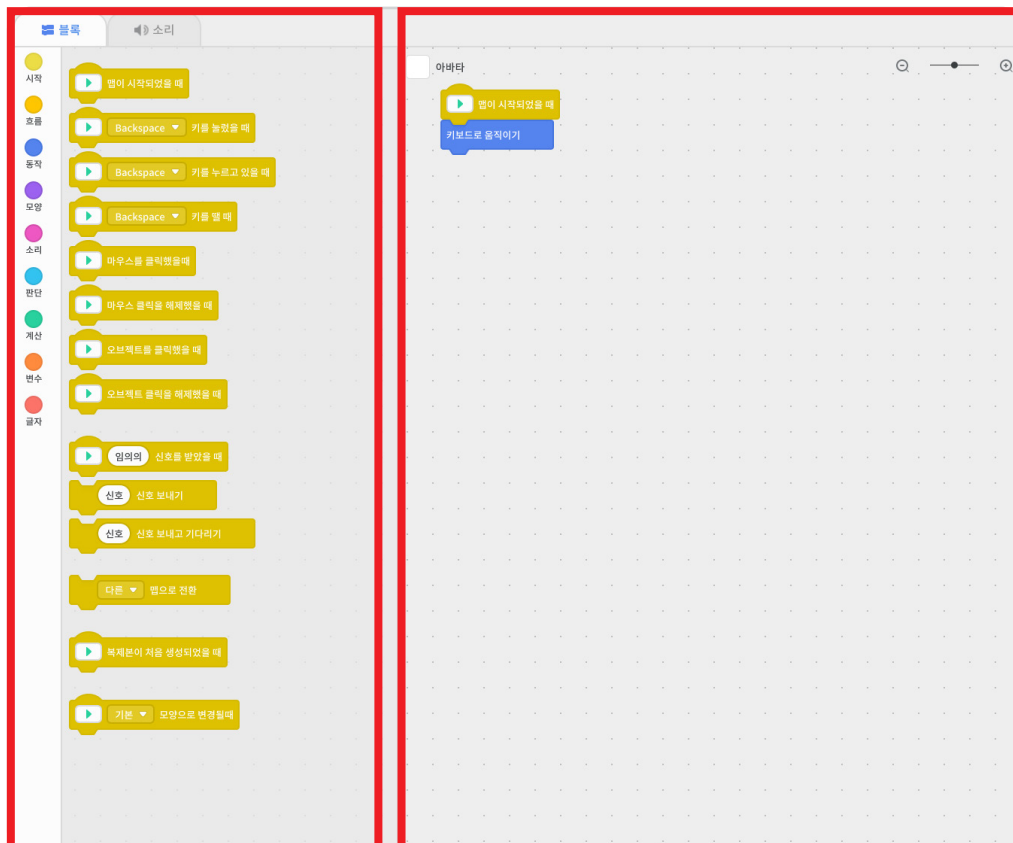 블록
소리
시작
흐름
동작
모양
소리
판단
계산
변수
글자
맵이 시작되었을 때
Backspace 키를 눌렀을 때
Backspace 키를 누르고 있을 때
Backspace 키를 뗄 때
마우스를 클릭했을때
마우스 클릭을 해제했을 때
오브젝트를 클릭했을 때
오브젝트 클릭을 해제했을 때
임의의 신호를 받았을 때
신호 신호 보내기
신호 신호 보내고 기다리기
다른 맵으로 전환
복제본이 처음 생성되었을 때
기본 모양으로 변경될때
아바타
맵이 시작되었을 때
키보드로 움직이기